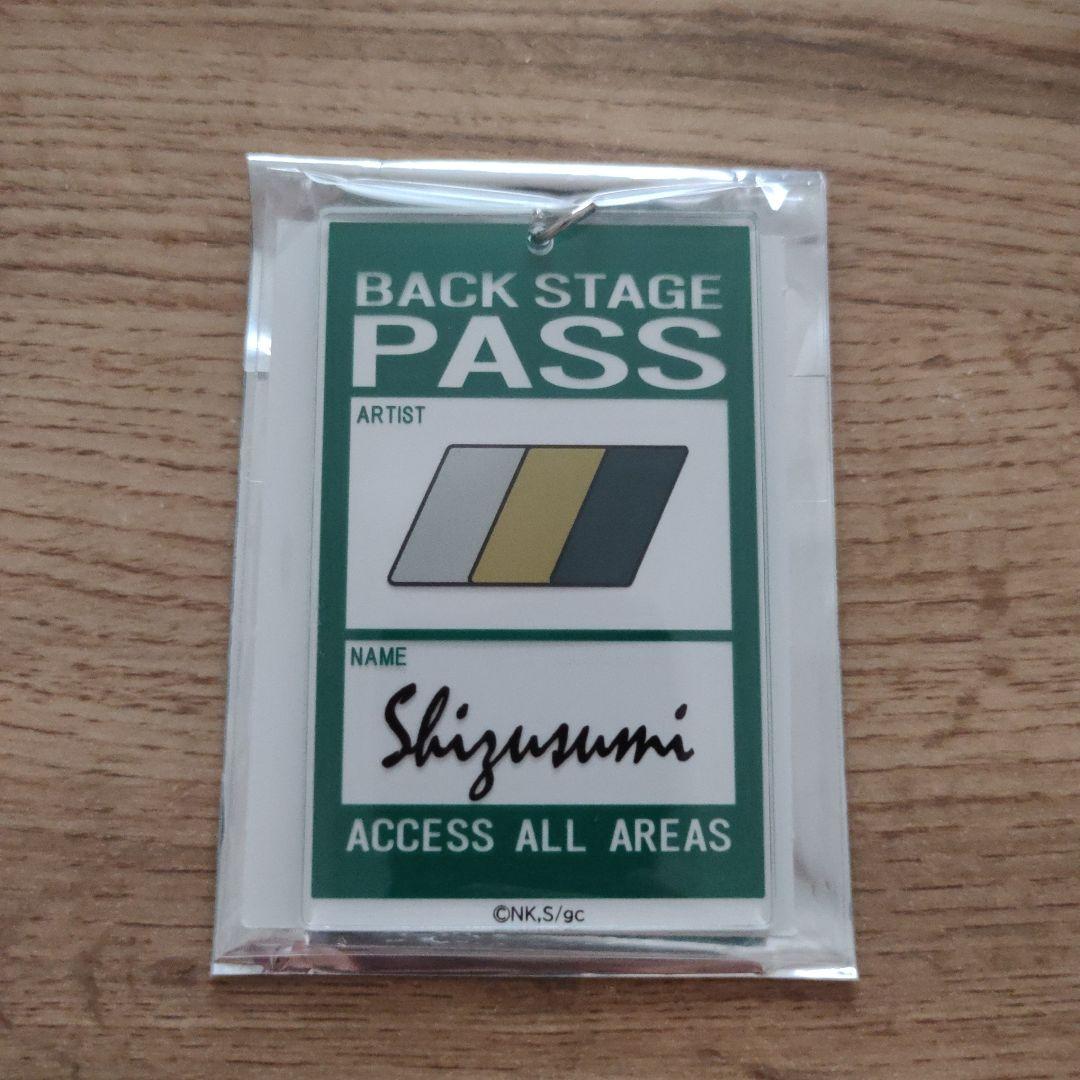 BACK STAGE
PASS
ARTIST
NAME
Shizusumi
ACCESS ALL AREAS
©NK,S/gc